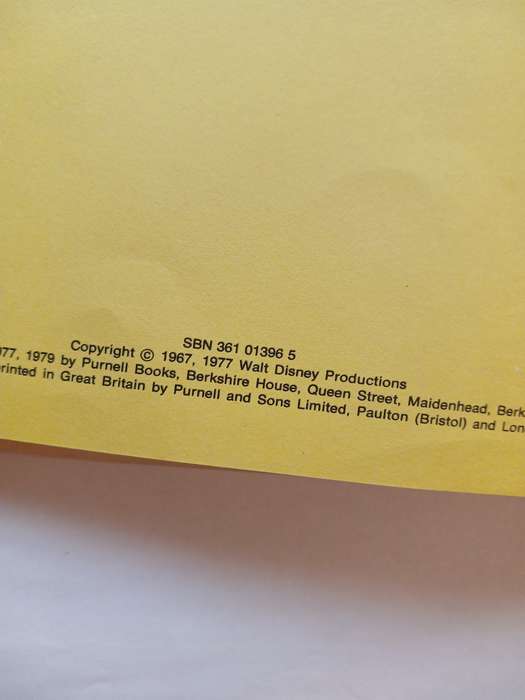 SBN 361 01396 5
Copyright © 1967, 1977 Walt Disney Productions
77, 1979 by Purnell Books, Berkshire House, Queen Street, Maidenhead, Berk
rinted in Great Britain by Purnell and Sons Limited, Paulton (Bristol) and Lon